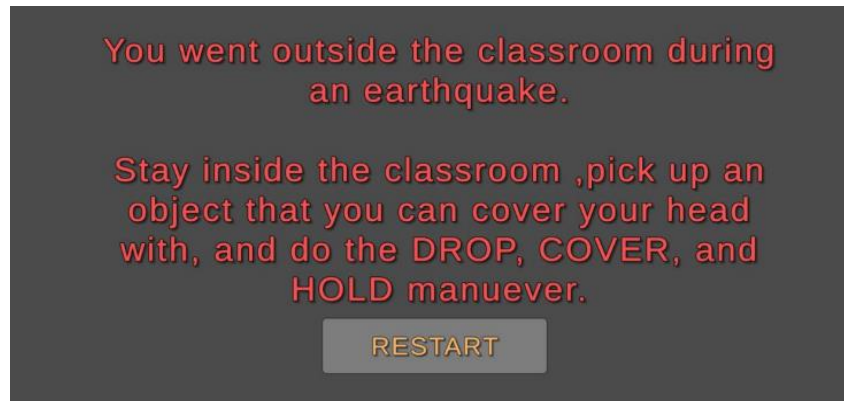 You went outside the classroom during
an earthquake.
Stay inside the classroom ,pick up an
object that you can cover your head
with, and do the DROP, COVER, and
HOLD manuever.
RESTART